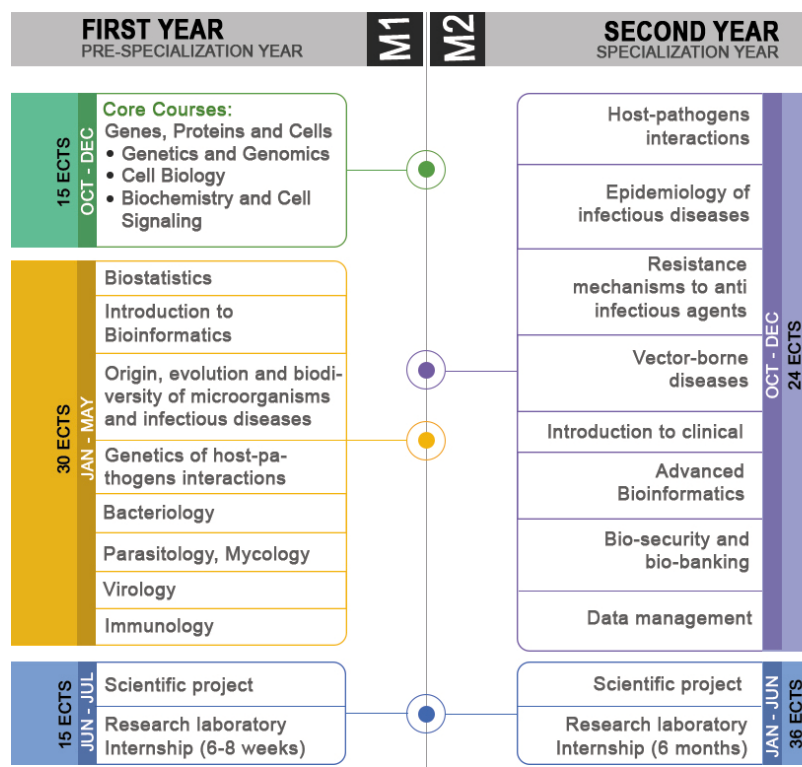 FIRST YEAR
PRE-SPECIALIZATION YEAR
M1
M2
SECOND YEAR
SPECIALIZATION YEAR
15 ECTS
OCT - DEC
Core Courses:
Genes, Proteins and Cells
• Genetics and Genomics
• Cell Biology
• Biochemistry and Cell
Signaling
30 ECTS
JAN - MAY
Biostatistics
Introduction to
Bioinformatics
Origin, evolution and biodi-
versity of microorganisms
and infectious diseases
Genetics of host-pa-
thogens interactions
Bacteriology
Parasitology, Mycology
Virology
Immunology
15 ECTS
JUN - JUL
Scientific project
Research laboratory
Internship (6-8 weeks)
Host-pathogens
interactions
Epidemiology of
infectious diseases
Resistance
mechanisms to anti
infectious agents
Vector-borne
diseases
Introduction to clinical
Advanced
Bioinformatics
Bio-security and
bio-banking
Data management
OCT - DEC
24 ECTS
Scientific project
Research laboratory
Internship (6 months)
JAN - JUN
36 ECTS